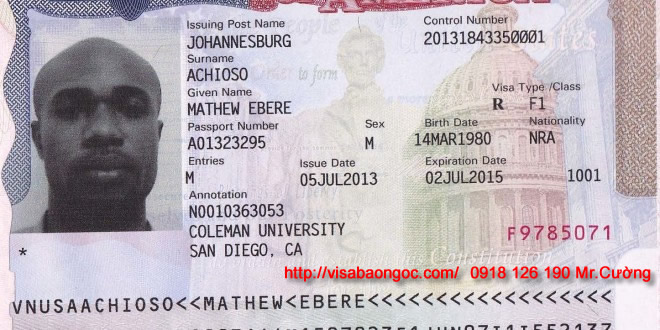 Issuing Post Name
JOHANNESBURG
Control Number
20131843350001
Surname
ACHIOSO
Given Name
MATHEW EBERE
Visa Type /Class
R F1
Passport Number
A01323295
Sex
M
Birth Date
14MAR1980
Nationality
NRA
Entries
M
Issue Date
05JUL2013
Expiration Date
02JUL2015
1001
Annotation
N0010363053
COLEMAN UNIVERSITY
SAN DIEGO, CA
F9785071
*
http://visabaongoc.com/ 0918 126 190 Mr.Cường
VNUSAACHIOSO<<MATHEW<EBERE<<<<<<<<<<<<<<<<<<